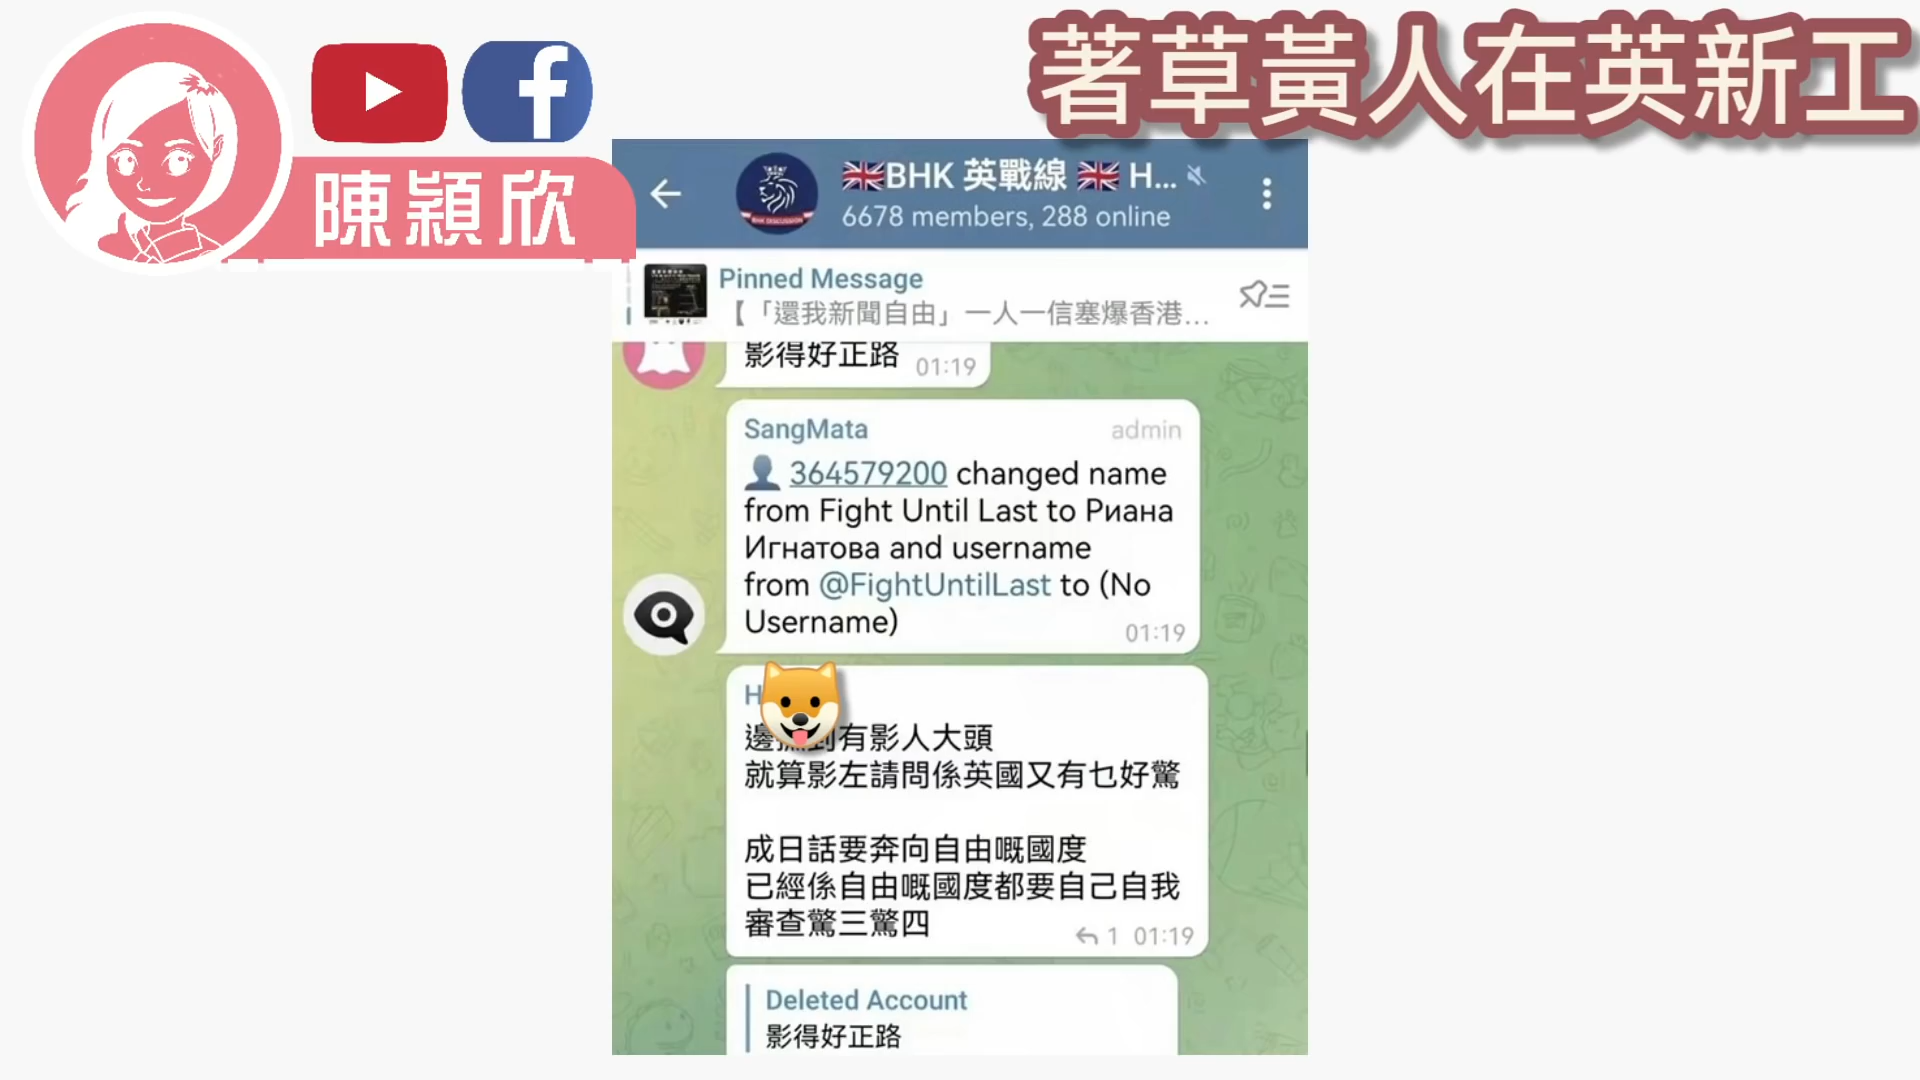 著草黃人在英新工
陳穎欣
🇬🇧BHK 英戰線 🇬🇧 H...
6678 members, 288 online
Pinned Message
【「還我新聞自由」一人一信塞爆香港...
影得好正路 01:19
SangMata admin
364579200 changed name
from Fight Until Last to Риана
Игнатова and username
from @FightUntilLast to (No
Username)
01:19
H
邊 到有影人大頭
就算影左請問係英國又有乜好驚
成日話要奔向自由嘅國度
已經係自由嘅國度都要自己自我
審查驚三驚四
1 01:19
Deleted Account
影得好正路